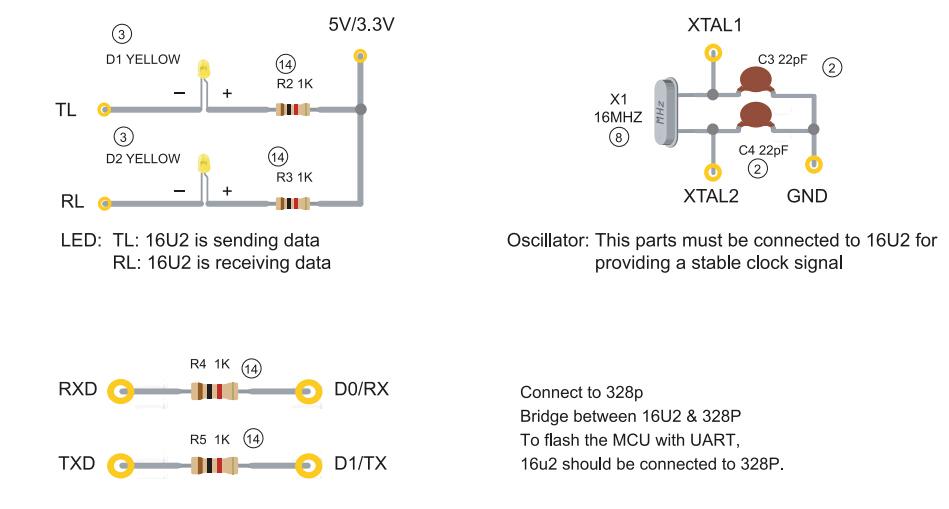 5V/3.3V
3
D1 YELLOW
14
R2 1K
− +
TL
3
D2 YELLOW
14
R3 1K
− +
RL
LED: TL: 16U2 is sending data
RL: 16U2 is receiving data
XTAL1
C3 22pF
2
X1
16MHZ
8
MHz
C4 22pF
2
XTAL2
GND
Oscillator: This parts must be connected to 16U2 for
providing a stable clock signal
R4 1K
14
RXD
D0/RX
R5 1K
14
TXD
D1/TX
Connect to 328p
Bridge between 16U2 & 328P
To flash the MCU with UART,
16u2 should be connected to 328P.